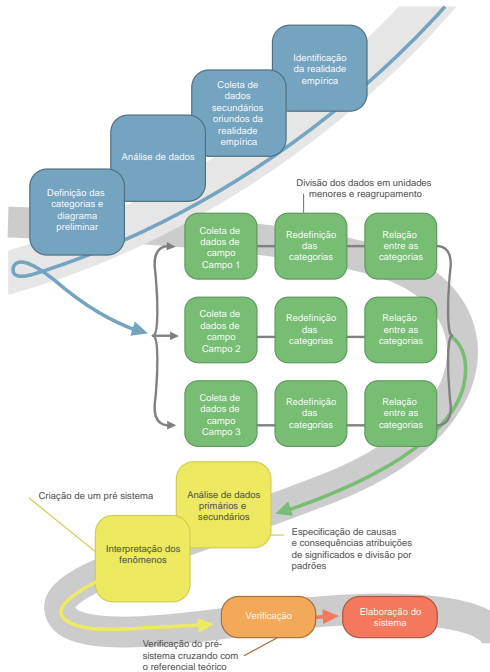 Identificação
da realidade
empírica
Coleta de
de
dados
secundários
oriundos da
realidade
empírica
Análise de dados
Definição das
categorias e
diagrama
preliminar
Divisão dos dados em unidades
menores e reagrupamento
Coleta de
dados de
campo
Campo 1
Redefinição
das
categorias
Relação
entre as
categorias
Coleta de
dados de
campo
Campo 2
Redefinição
das
categorias
Relação
entre as
categorias
Coleta de
dados de
campo
Campo 3
Redefinição
das
categorias
Relação
entre as
categorias
Análise de dados
primários e
secundários
Criação de um pré sistema
Especificação de causas
e consequências atribuições
de significados e divisão por
padrões
Interpretação dos
fenômenos
Verificação
Elaboração do
sistema
Verificação do pré-
sistema cruzando com
o referencial teórico